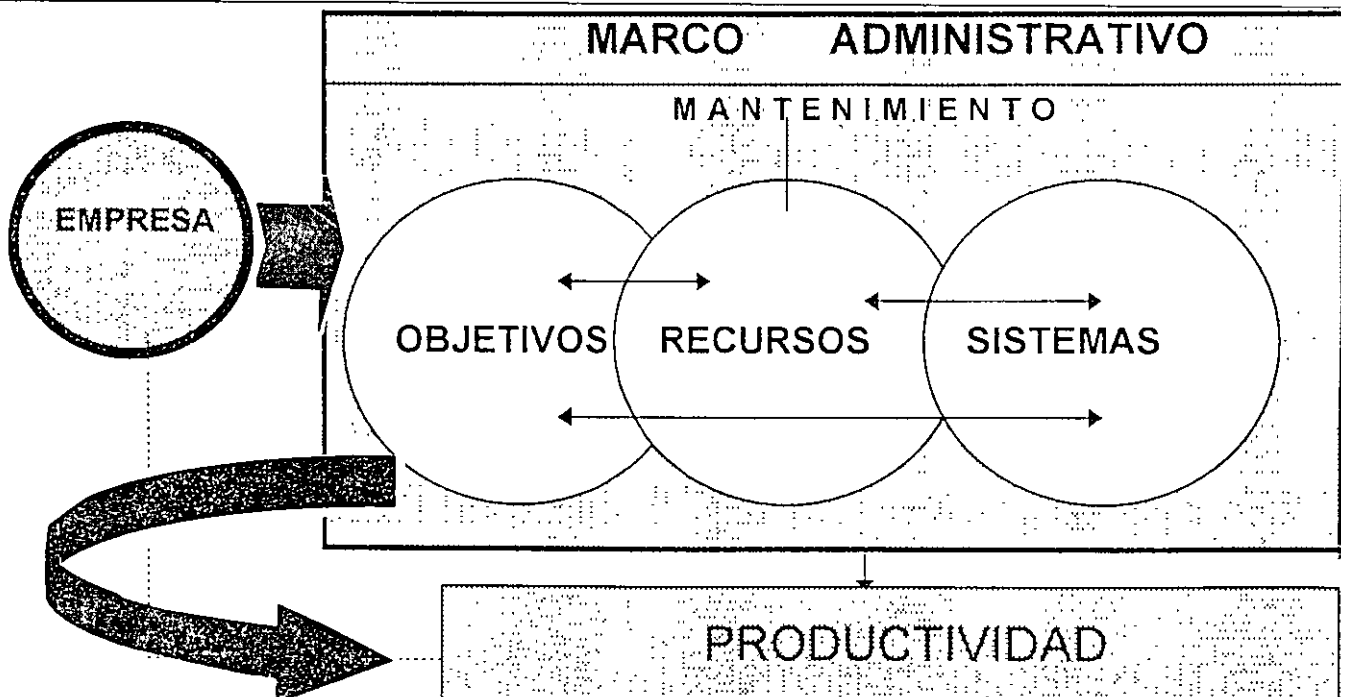 MARCO ADMINISTRATIVO
MANTENIMIENTO
EMPRESA
OBJETIVOS RECURSOS SISTEMAS
PRODUCTIVIDAD